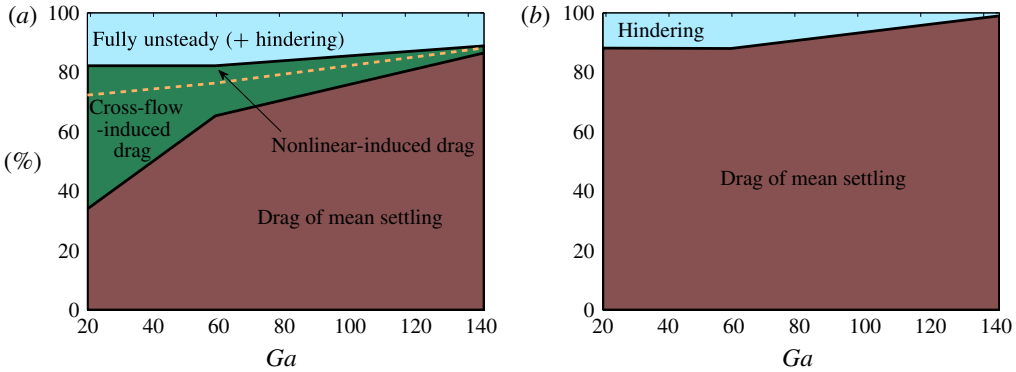 (a)
100
80
60
(%)
40
20
0
Fully unsteady (+ hindering)
Cross-flow
-induced
drag
Nonlinear-induced drag
Drag of mean settling
20 40 60 80 100 120 140
Ga
(b)
100
80
60
40
20
0
Hindering
Drag of mean settling
20 40 60 80 100 120 140
Ga